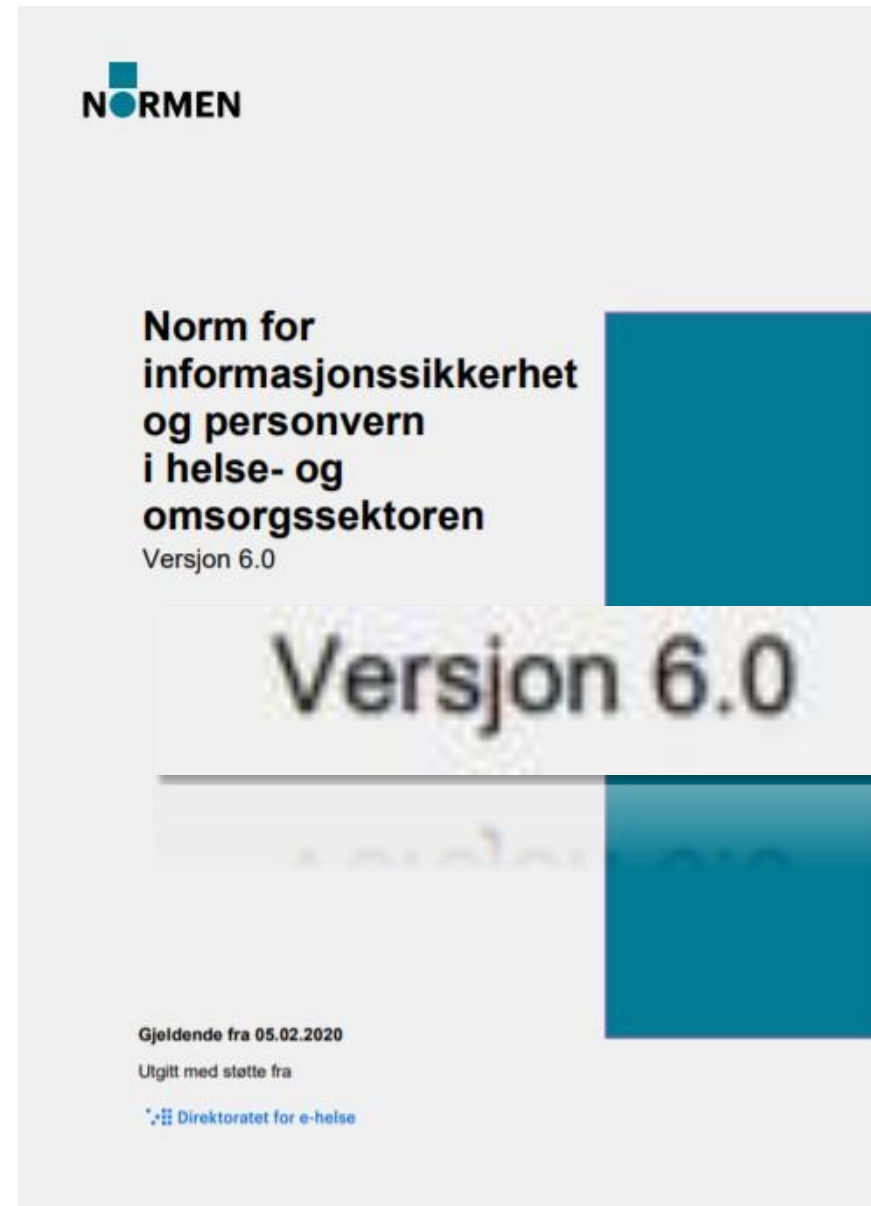 NORMEN
Norm for
informasjonssikkerhet
og personvern
i helse- og
omsorgssektoren
Versjon 6.0
Versjon 6.0
Gjeldende fra 05.02.2020
Utgitt med støtte fra
Direktoratet for e-helse